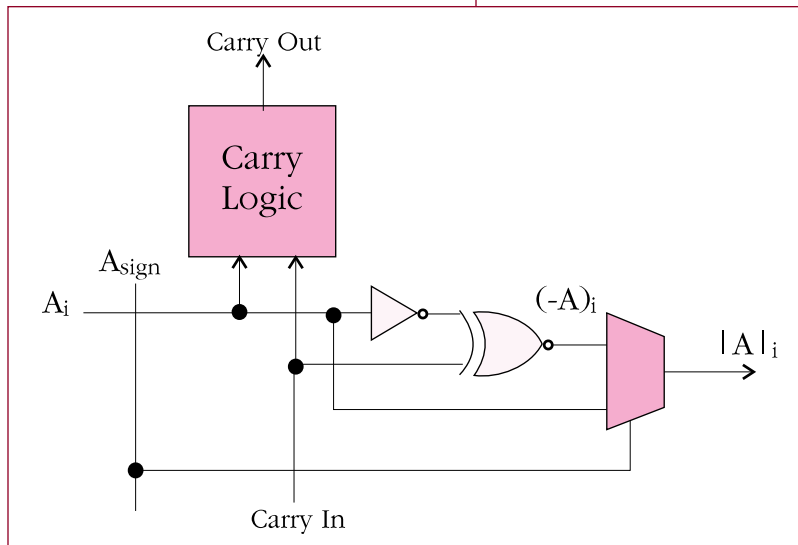 Carry Out
Carry
Logic
Asign
Ai
(-A)i
|A|i
Carry In